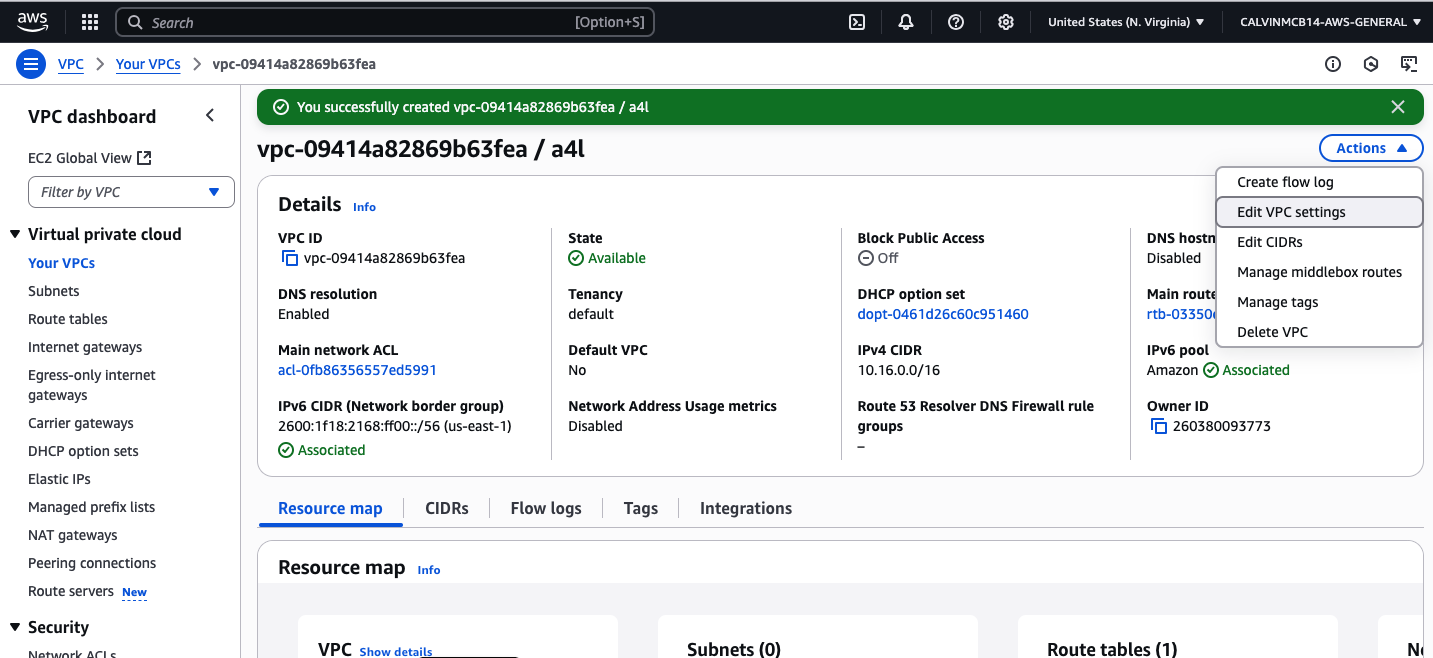 aws
Search [Option+S]
United States (N. Virginia)
CALVINMCB14-AWS-GENERAL
VPC
Your VPCs
vpc-09414a82869b63fea
VPC dashboard
EC2 Global View
Filter by VPC
Virtual private cloud
Your VPCs
Subnets
Route tables
Internet gateways
Egress-only internet
gateways
Carrier gateways
DHCP option sets
Elastic IPs
Managed prefix lists
NAT gateways
Peering connections
Route servers New
Security
Network ACLs
You successfully created vpc-09414a82869b63fea / a4l
vpc-09414a82869b63fea / a4l
Actions
Create flow log
Edit VPC settings
Edit CIDRs
Manage middlebox routes
Manage tags
Delete VPC
Details Info
VPC ID
vpc-09414a82869b63fea
State
Available
Block Public Access
Off
DNS hostn
Disabled
DNS resolution
Enabled
Tenancy
default
DHCP option set
dopt-0461d26c60c951460
Main route
rtb-03350
Main network ACL
acl-0fb86356557ed5991
Default VPC
No
IPv4 CIDR
10.16.0.0/16
IPv6 pool
Amazon Associated
IPv6 CIDR (Network border group)
2600:1f18:2168:ff00::/56 (us-east-1)
Associated
Network Address Usage metrics
Disabled
Route 53 Resolver DNS Firewall rule
groups
–
Owner ID
260380093773
Resource map
CIDRs
Flow logs
Tags
Integrations
Resource map Info
VPC Show details
Subnets (0)
Route tables (1)